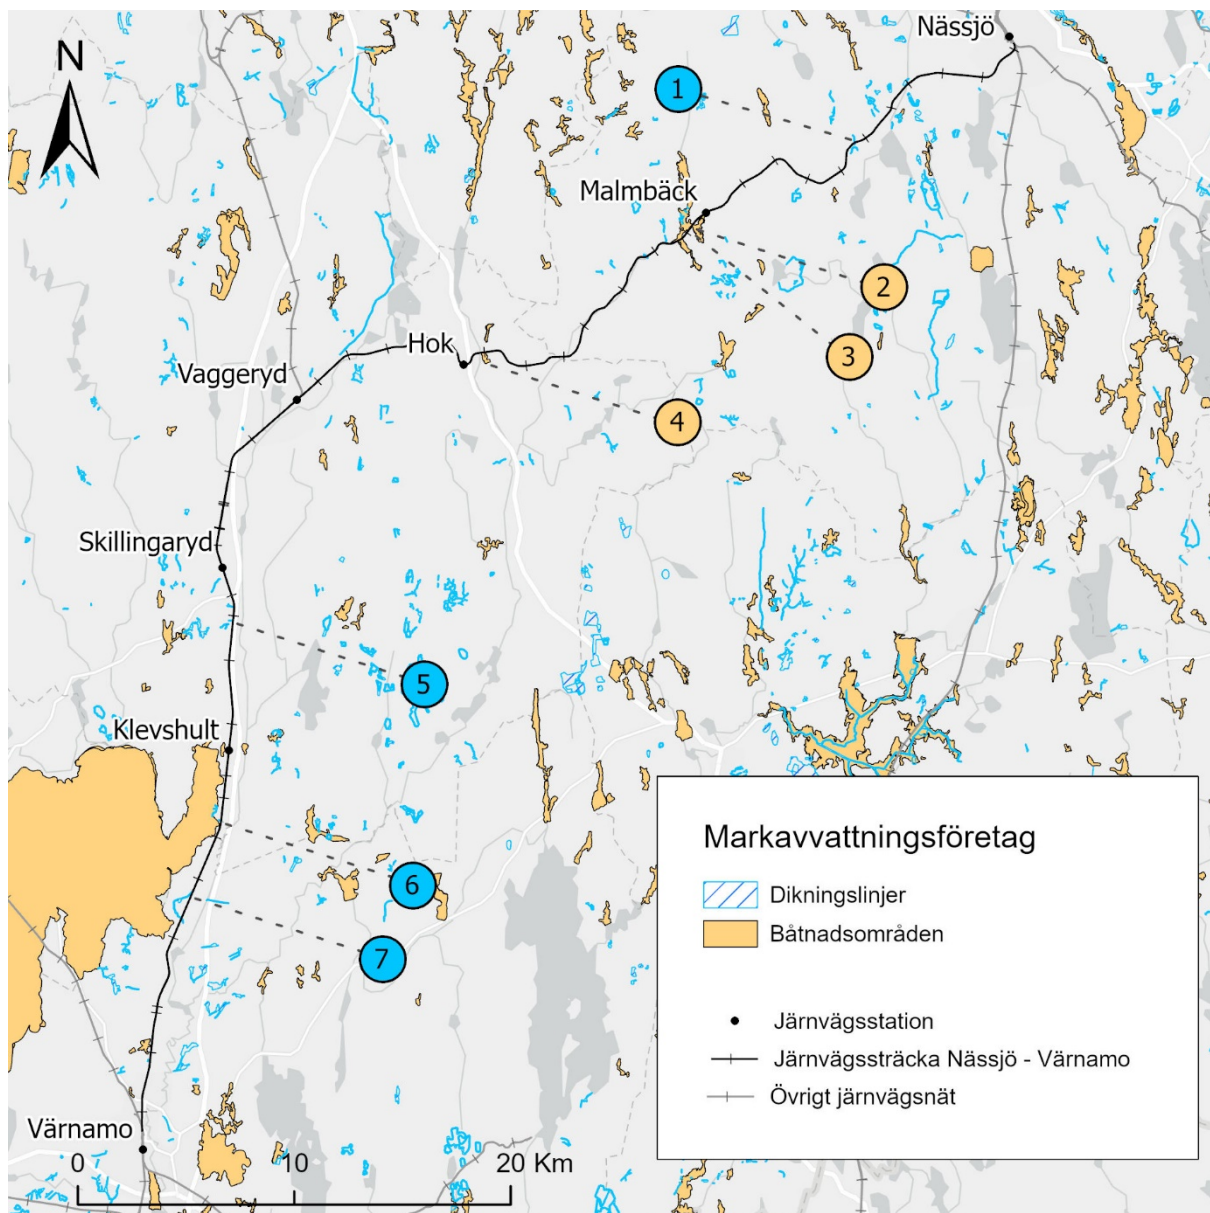 Nässjö
N
1
Malmbäck
2
3
Hok
Vaggeryd
4
Skillingaryd
5
Klevshult
6
7
Markavvattningsföretag
Dikningslinjer
Båtnadsområden
Järnvägsstation
Järnvägssträcka Nässjö - Värnamo
Övrigt järnvägsnät
Värnamo
0 10 20 Km